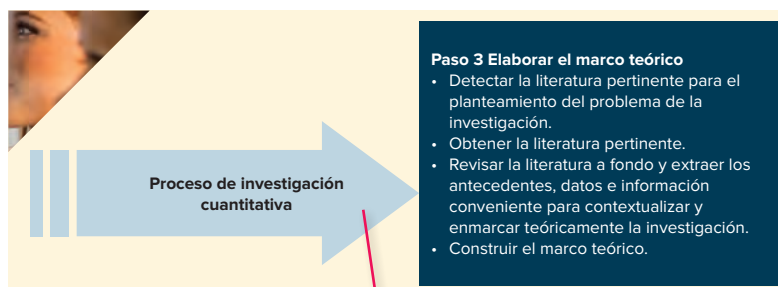 Proceso de investigación
cuantitativa
Paso 3 Elaborar el marco teórico
• Detectar la literatura pertinente para el
planteamiento del problema de la
investigación.
• Obtener la literatura pertinente.
• Revisar la literatura a fondo y extraer los
antecedentes, datos e información
conveniente para contextualizar y
enmarcar teóricamente la investigación.
• Construir el marco teórico.